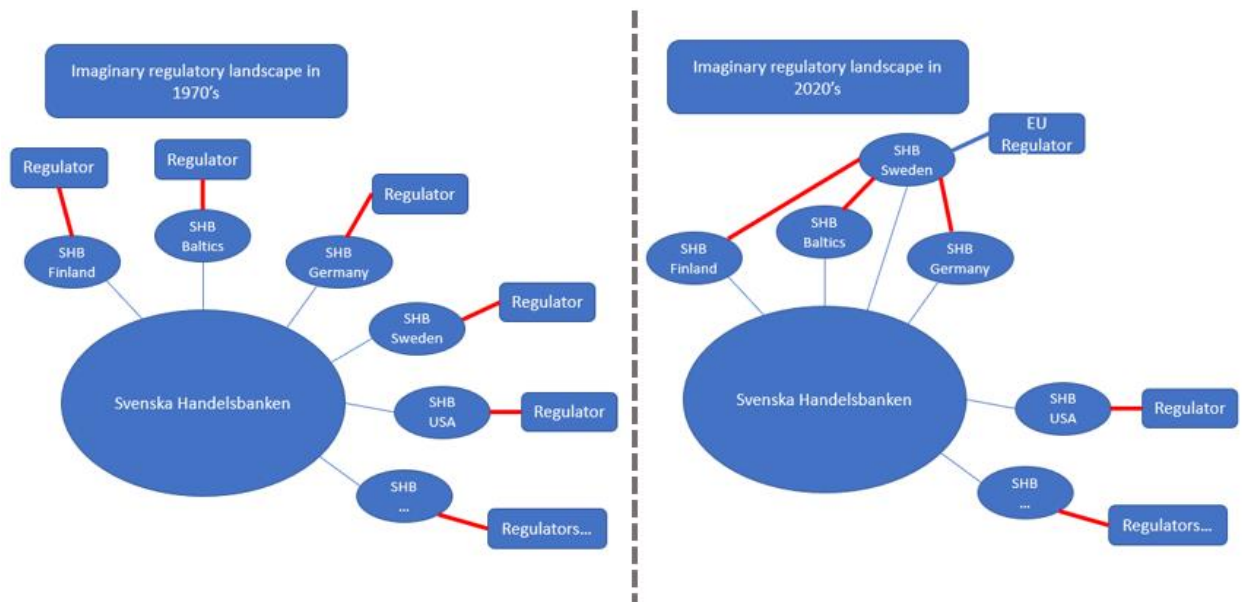 Imaginary regulatory landscape in
1970's
Regulator
Regulator
Regulator
SHB
Finland
SHB
Baltics
SHB
Germany
SHB
Sweden
Regulator
Svenska Handelsbanken
SHB
USA
Regulator
SHB
...
Regulators...
Imaginary regulatory landscape in
2020's
EU
Regulator
SHB
Sweden
SHB
Finland
SHB
Baltics
SHB
Germany
Svenska Handelsbanken
SHB
USA
Regulator
SHB
...
Regulators...